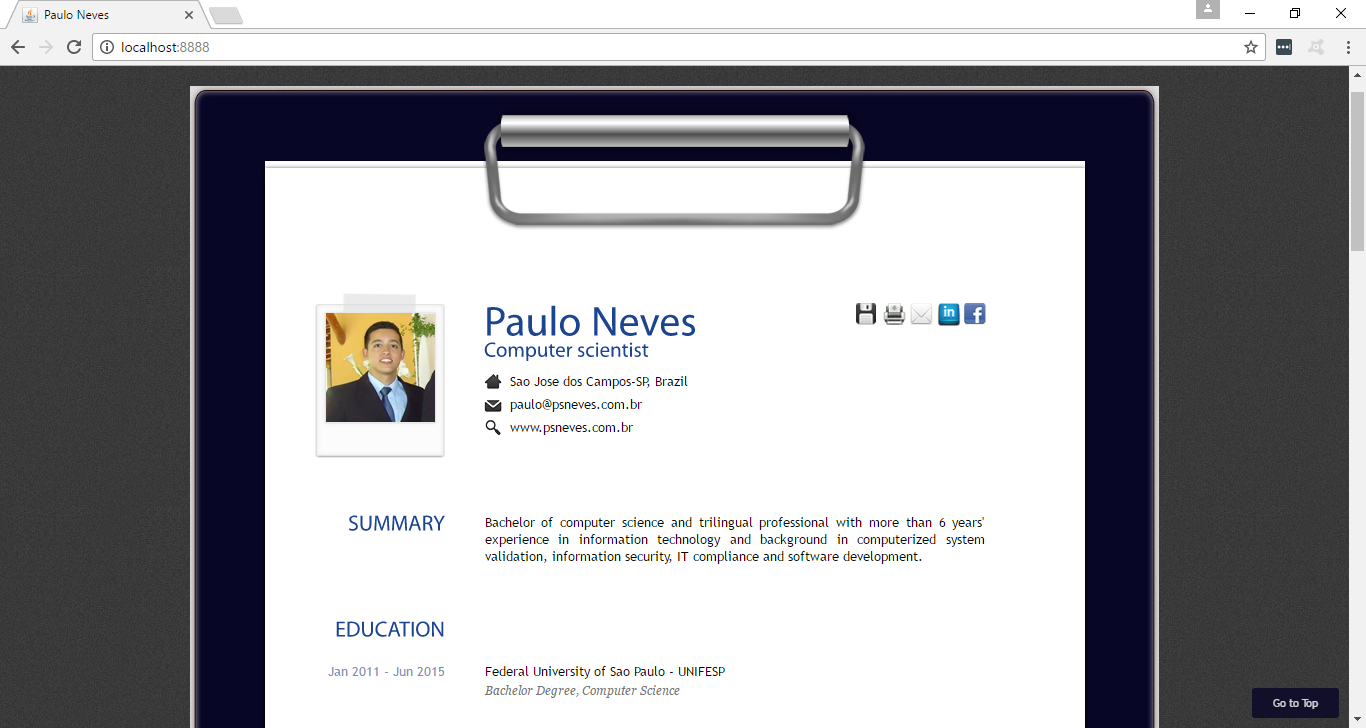 Paulo Neves
localhost:8888
Paulo Neves
Computer scientist
Sao Jose dos Campos-SP, Brazil
paulo@psneves.com.br
www.psneves.com.br
in
f
SUMMARY
Bachelor of computer science and trilingual professional with more than 6 years'
experience in information technology and background in computerized system
validation, information security, IT compliance and software development.
EDUCATION
Jan 2011 - Jun 2015
Federal University of Sao Paulo - UNIFESP
Bachelor Degree, Computer Science
Go to Top